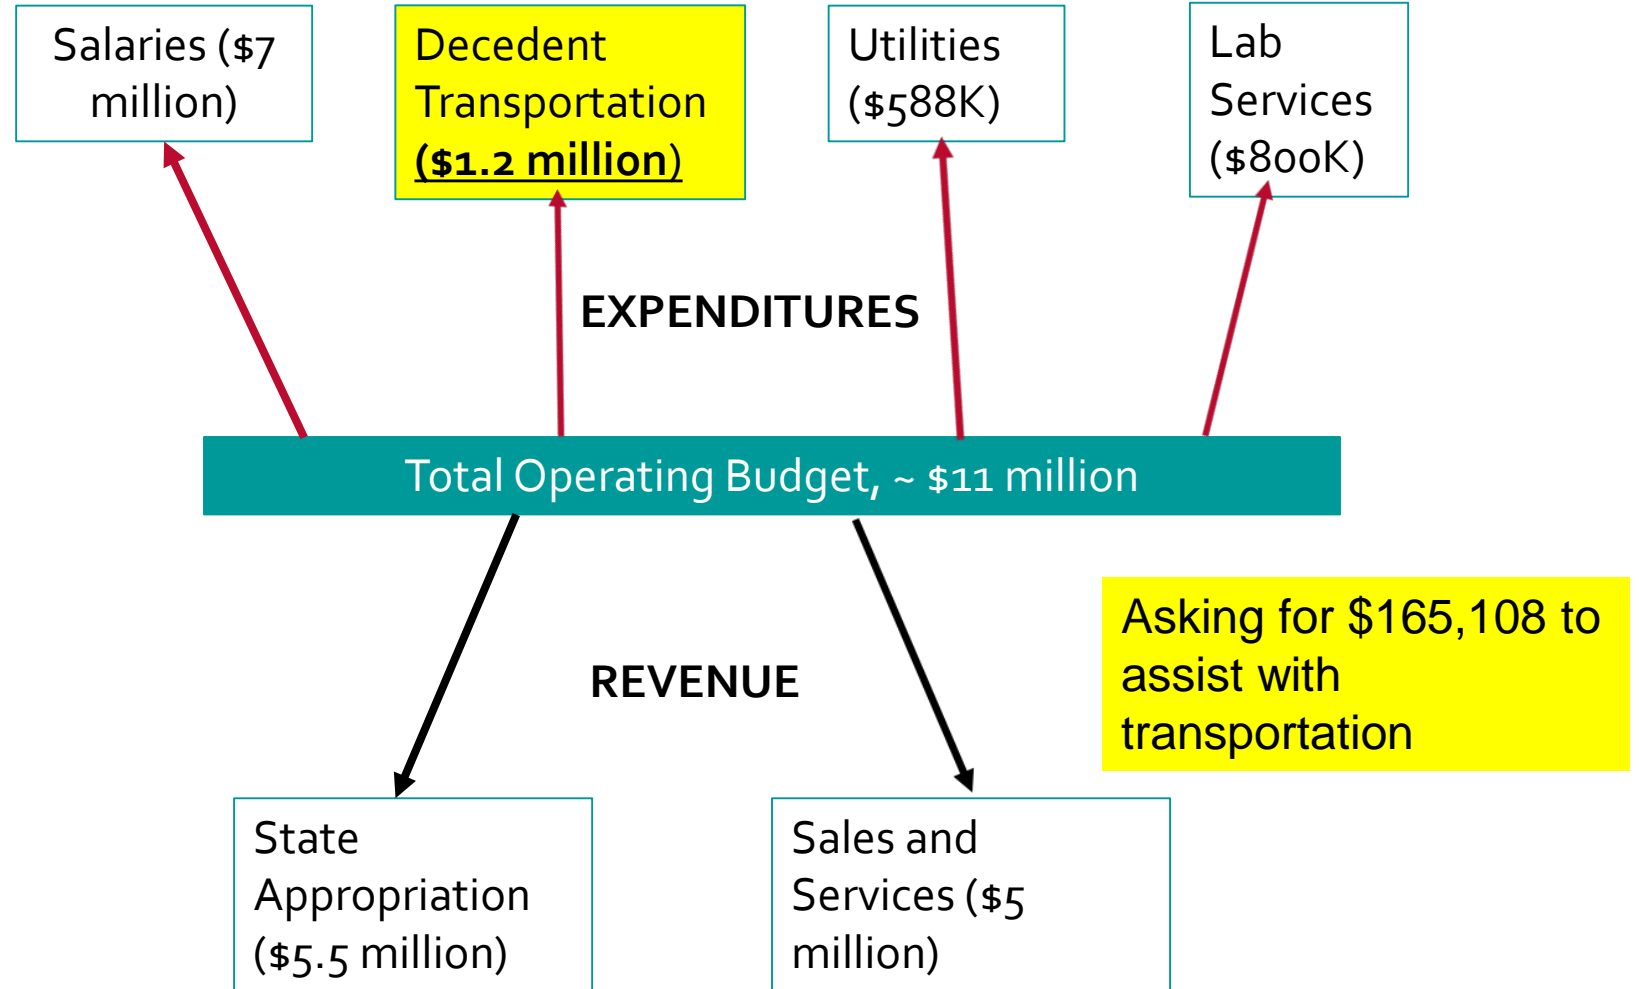 Salaries ($7
million)
Decedent
Transportation
($1.2 million)
Utilities
($588K)
Lab
Services
($800K)
EXPENDITURES
Total Operating Budget, ~ $11 million
REVENUE
Asking for $165,108 to
assist with
transportation
State
Appropriation
($5.5 million)
Sales and
Services ($5
million)